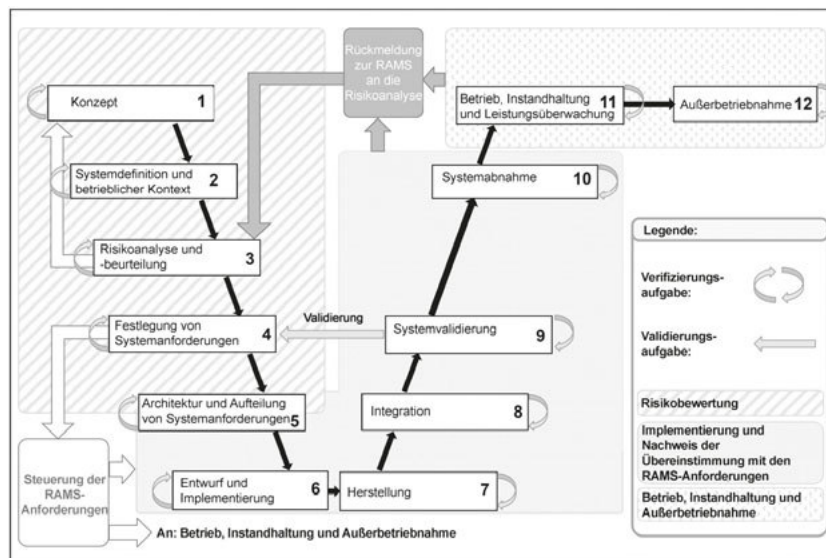 Rückmeldung
zur RAMS
an die
Risikoanalyse
Konzept 1
Systemdefinition und
betrieblicher Kontext 2
Risikoanalyse und
-beurteilung 3
Festlegung von
Systemanforderungen 4
Architektur und Aufteilung
von Systemanforderungen 5
Entwurf und
Implementierung 6
Herstellung 7
Integration 8
Validierung
Systemvalidierung 9
Systemabnahme 10
Betrieb, Instandhaltung
und Leistungsüberwachung 11
Außerbetriebnahme 12
Steuerung der
RAMS-
Anforderungen
An: Betrieb, Instandhaltung und Außerbetriebnahme
Legende:
Verifizierungs-
aufgabe:
Validierungs-
aufgabe:
Risikobewertung
Implementierung und
Nachweis der
Übereinstimmung mit den
RAMS-Anforderungen
Betrieb, Instandhaltung und
Außerbetriebnahme